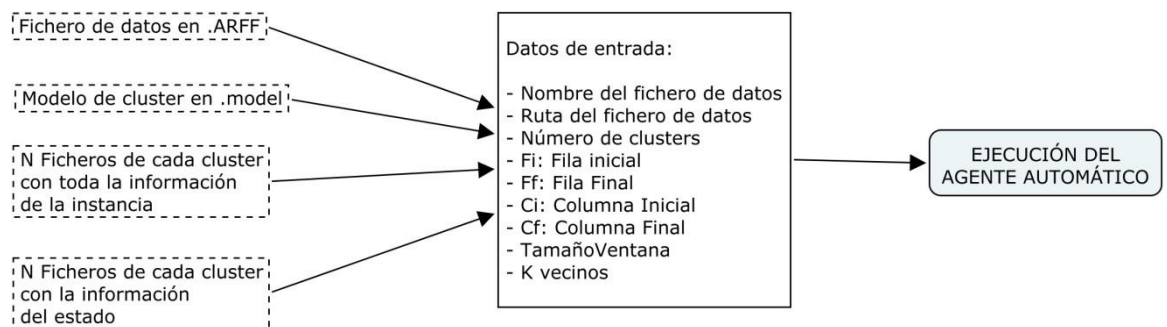 Fichero de datos en .ARFF
Modelo de cluster en .model
N Ficheros de cada cluster
con toda la información
de la instancia
N Ficheros de cada cluster
con la información
del estado
Datos de entrada:
- Nombre del fichero de datos
- Ruta del fichero de datos
- Número de clusters
- Fi: Fila inicial
- Ff: Fila Final
- Ci: Columna Inicial
- Cf: Columna Final
- TamañoVentana
- K vecinos
EJECUCIÓN DEL
AGENTE AUTOMÁTICO